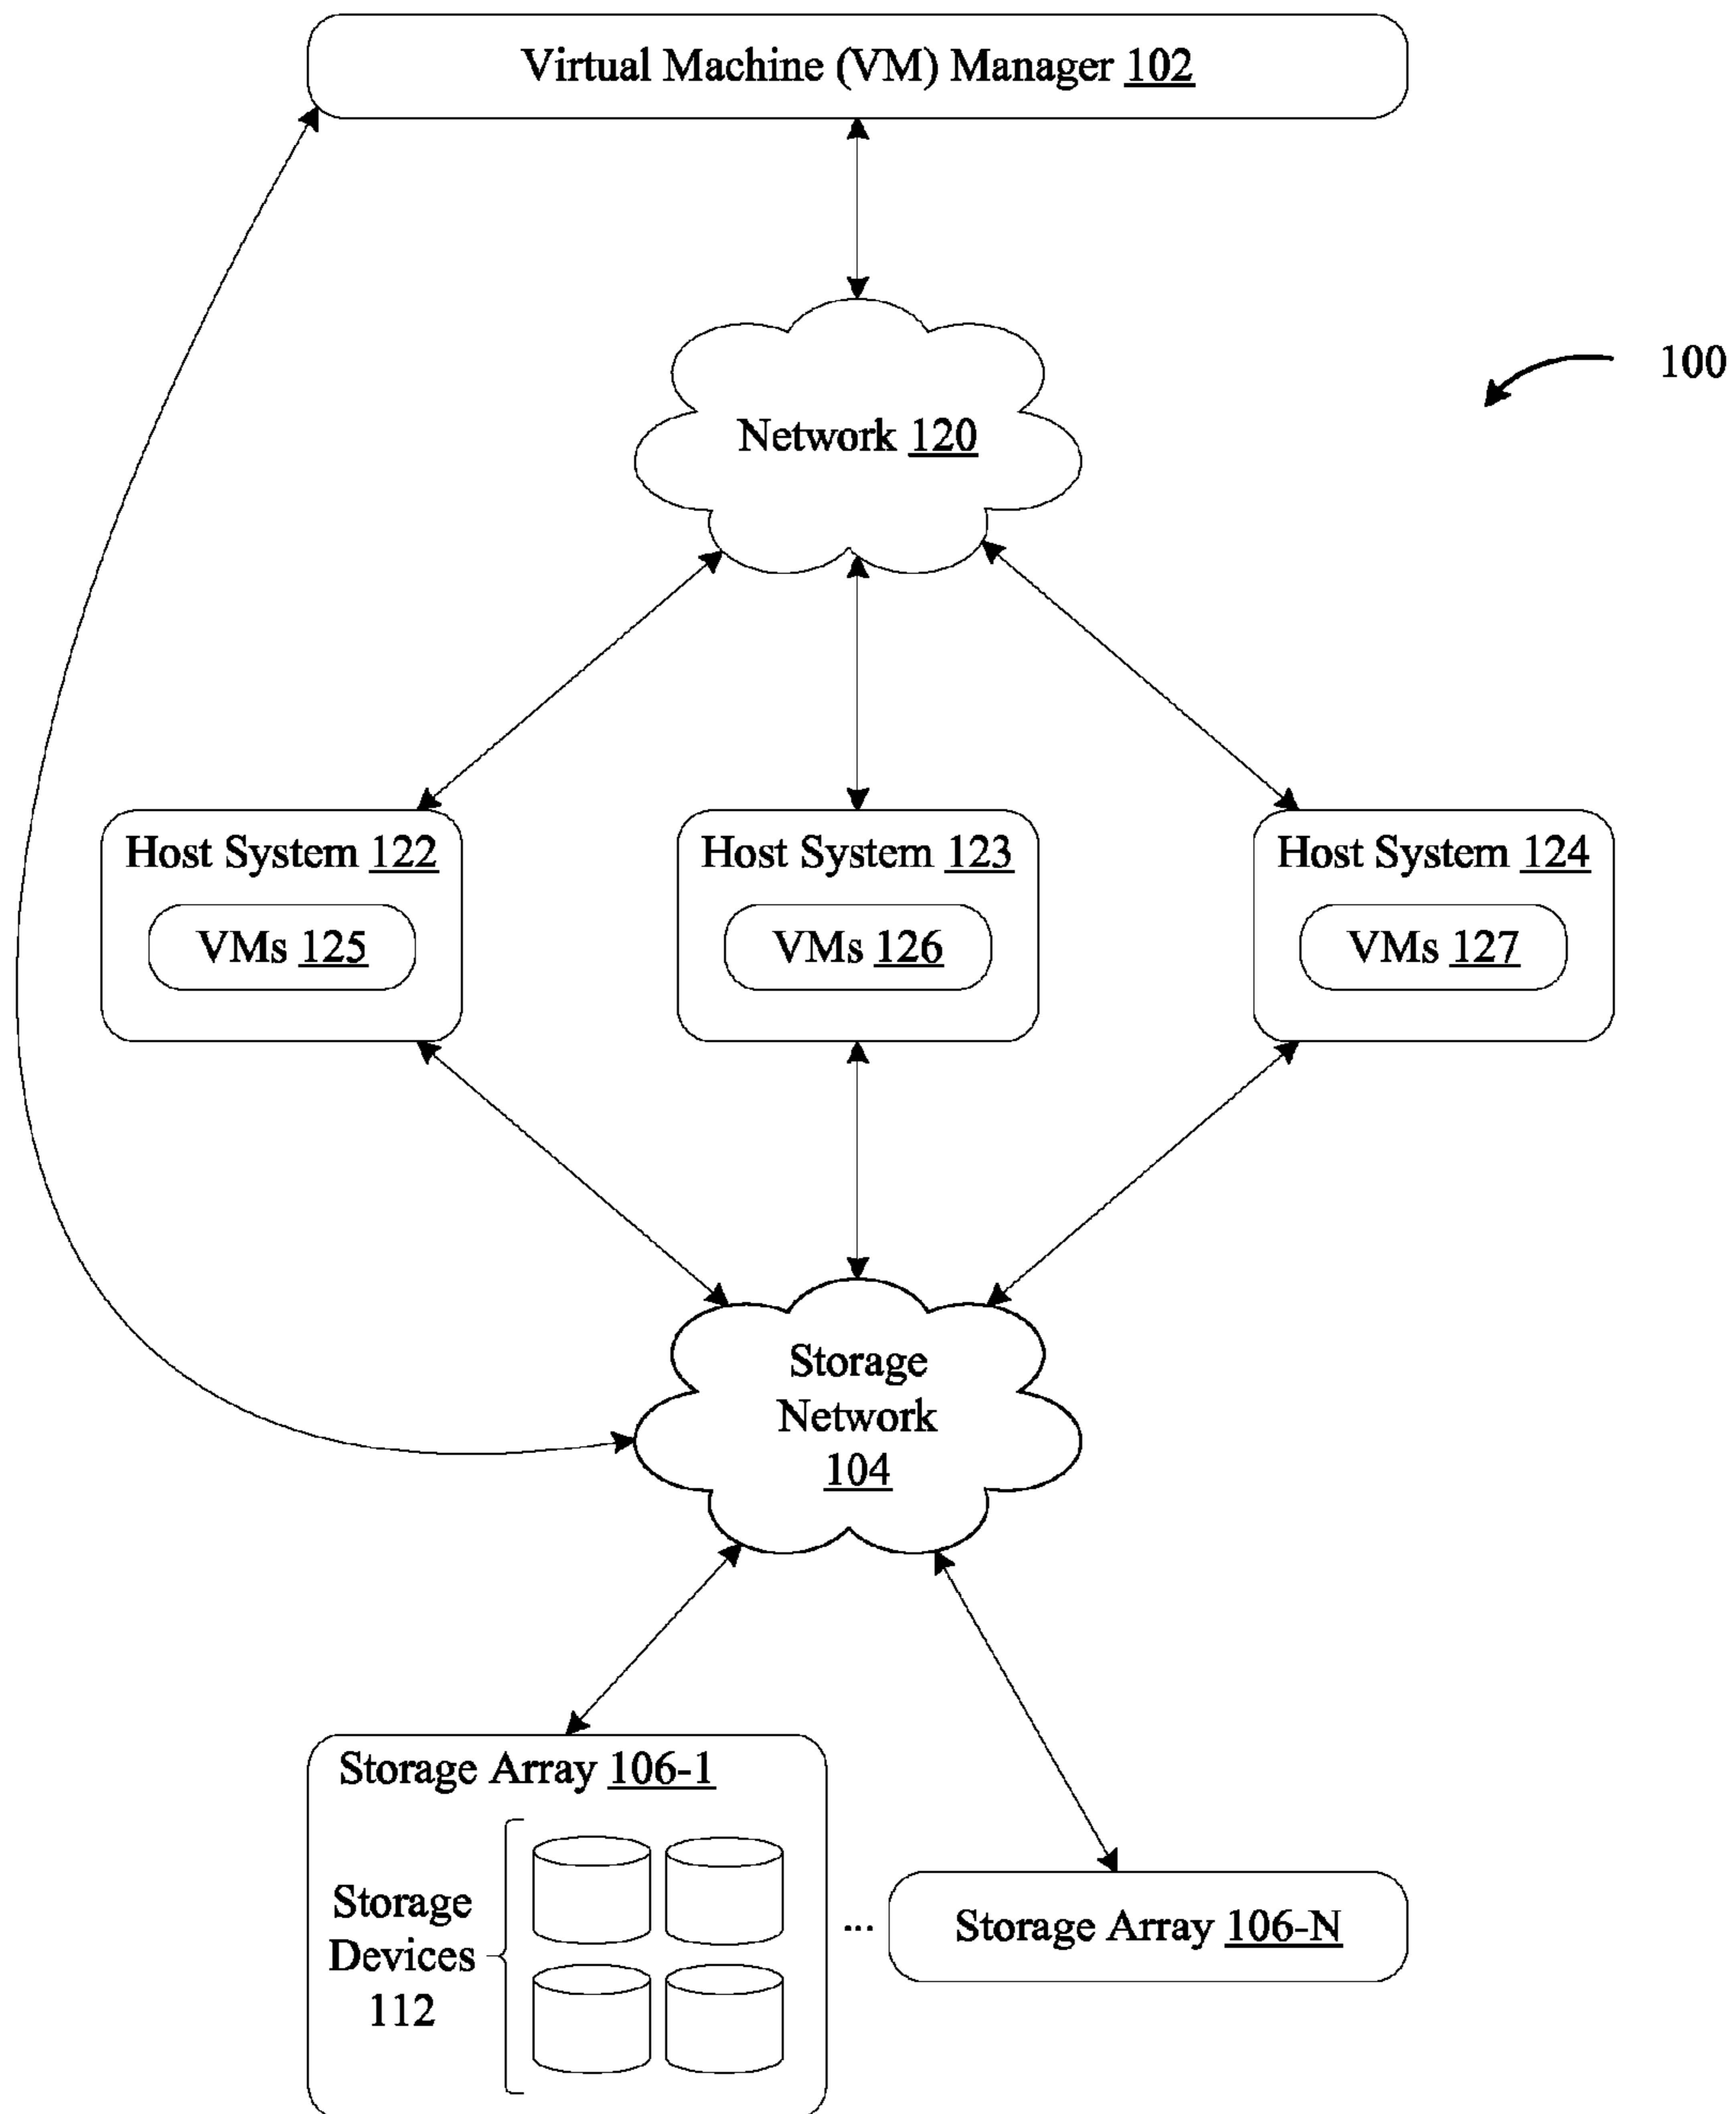 Virtual Machine (VM) Manager 102
100
Network 120
Host System 122
Host System 123
Host System 124
VMs 125
VMs 126
VMs 127
Storage
Network
104
Storage Array 106-1
Storage
Devices
112
...
Storage Array 106-N